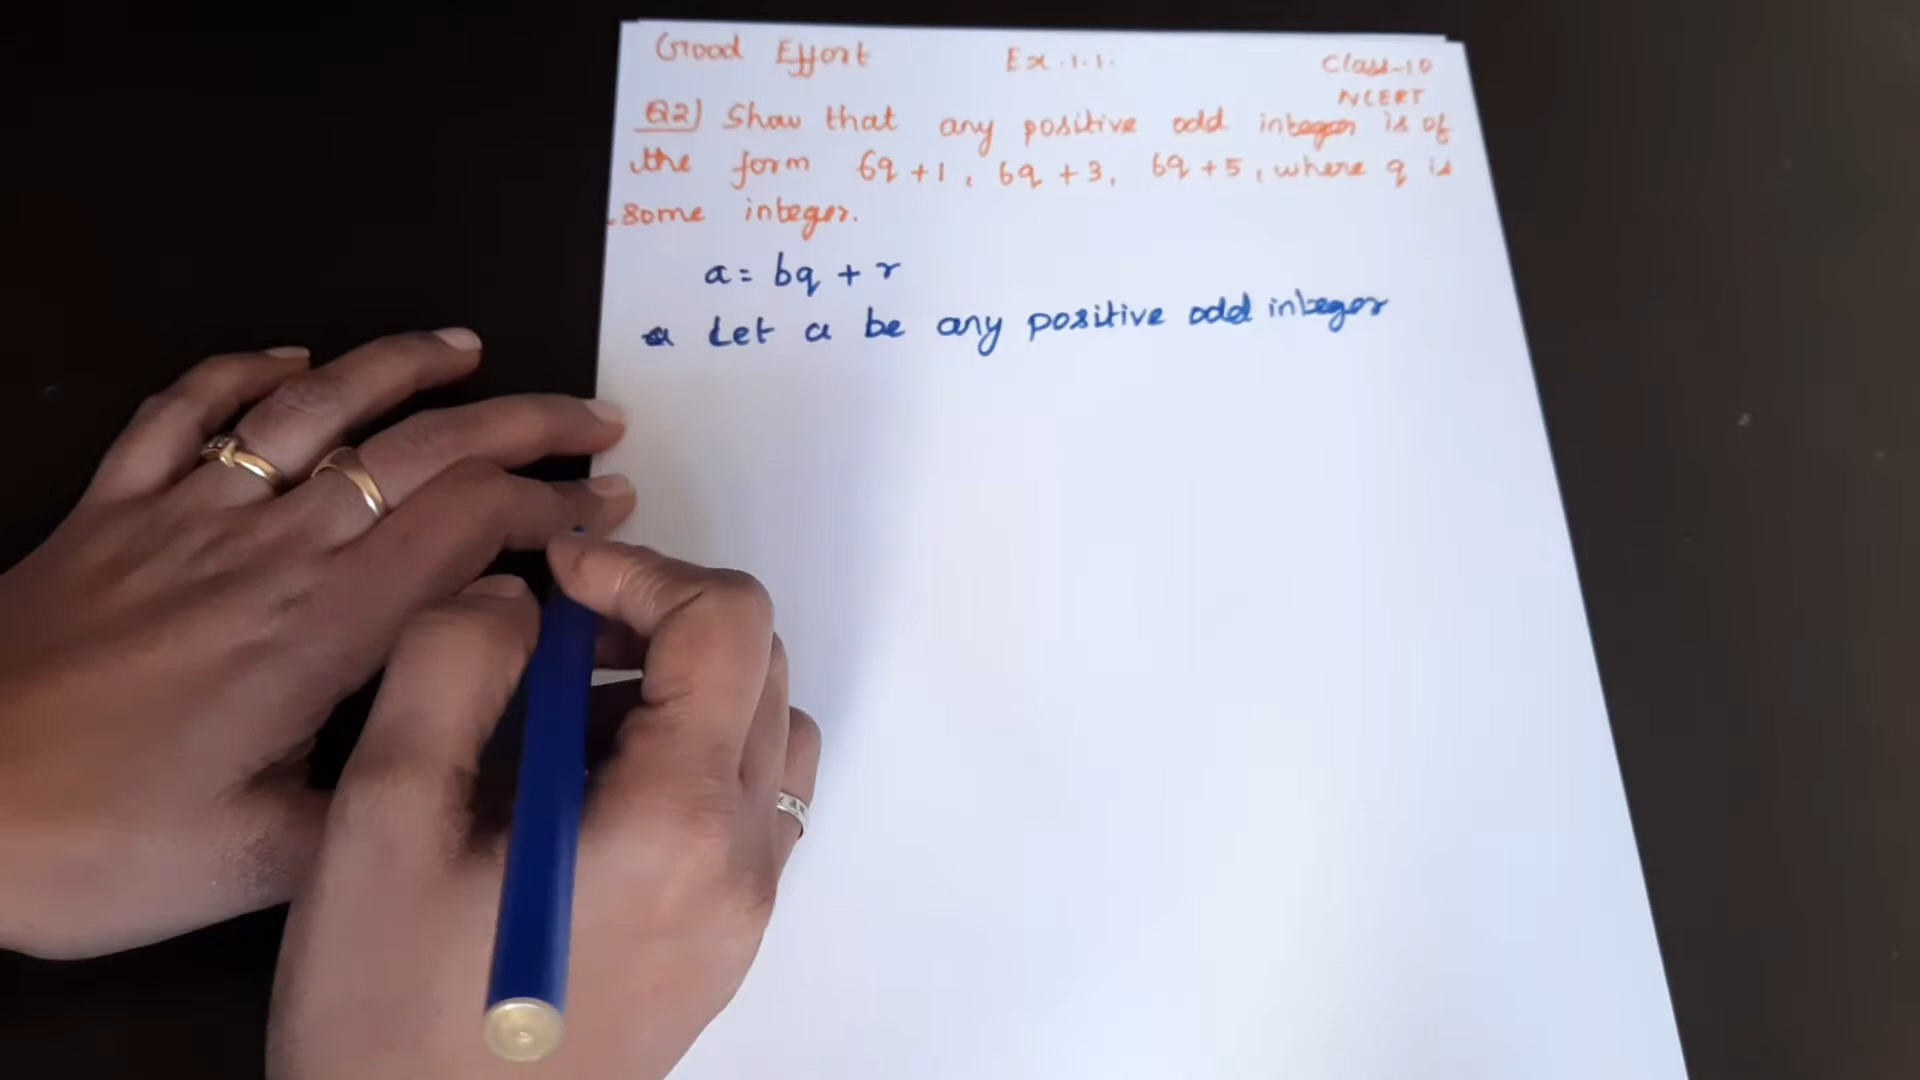 Good Effort Ex.1.1. Class-10
NCERT
Q2) Show that any positive odd integer is of
the form 6q +1, 6q +3, 6q +5, where q is
some integer.
a = bq + r
a Let a be any positive odd integer